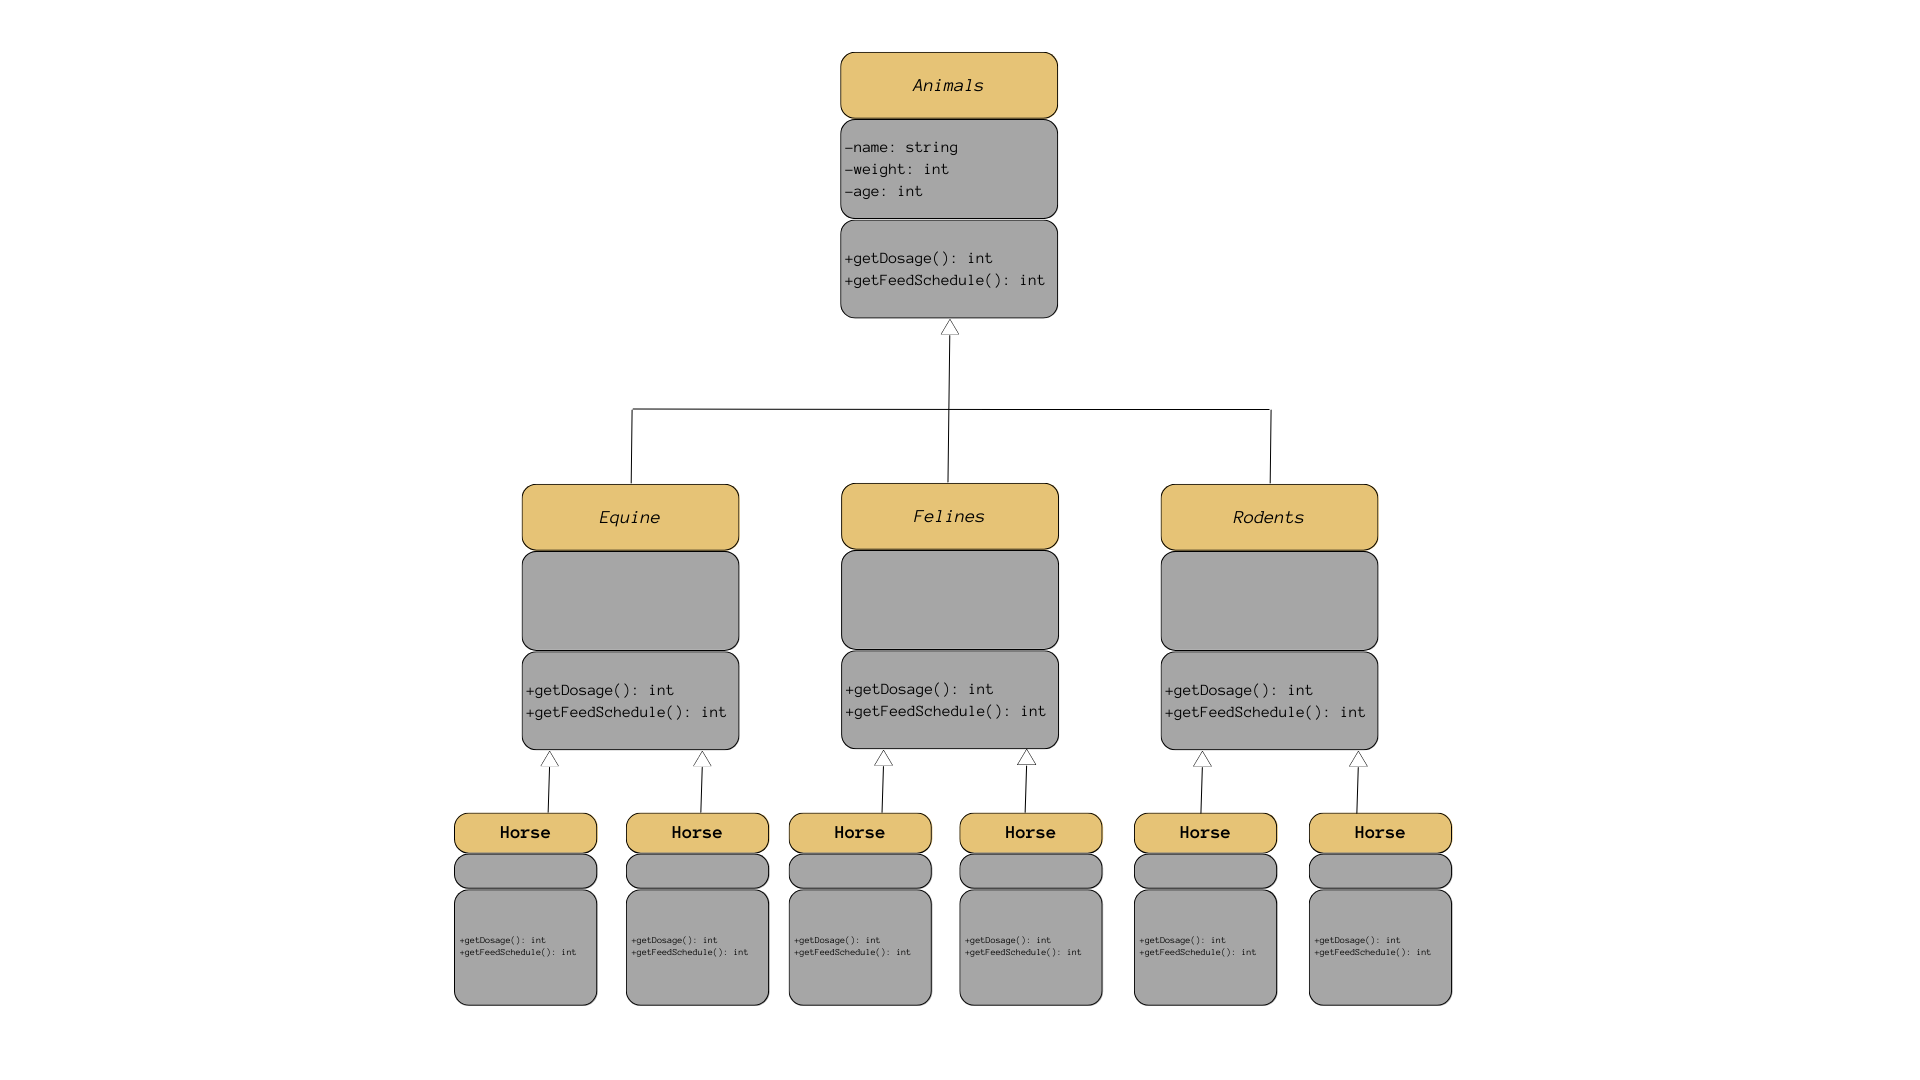 Animals
-name: string
-weight: int
-age: int
+getDosage(): int
+getFeedSchedule(): int
Equine
+getDosage(): int
+getFeedSchedule(): int
Felines
+getDosage(): int
+getFeedSchedule(): int
Rodents
+getDosage(): int
+getFeedSchedule(): int
Horse
+getDosage(): int
+getFeedSchedule(): int
Horse
+getDosage(): int
+getFeedSchedule(): int
Horse
+getDosage(): int
+getFeedSchedule(): int
Horse
+getDosage(): int
+getFeedSchedule(): int
Horse
+getDosage(): int
+getFeedSchedule(): int
Horse
+getDosage(): int
+getFeedSchedule(): int